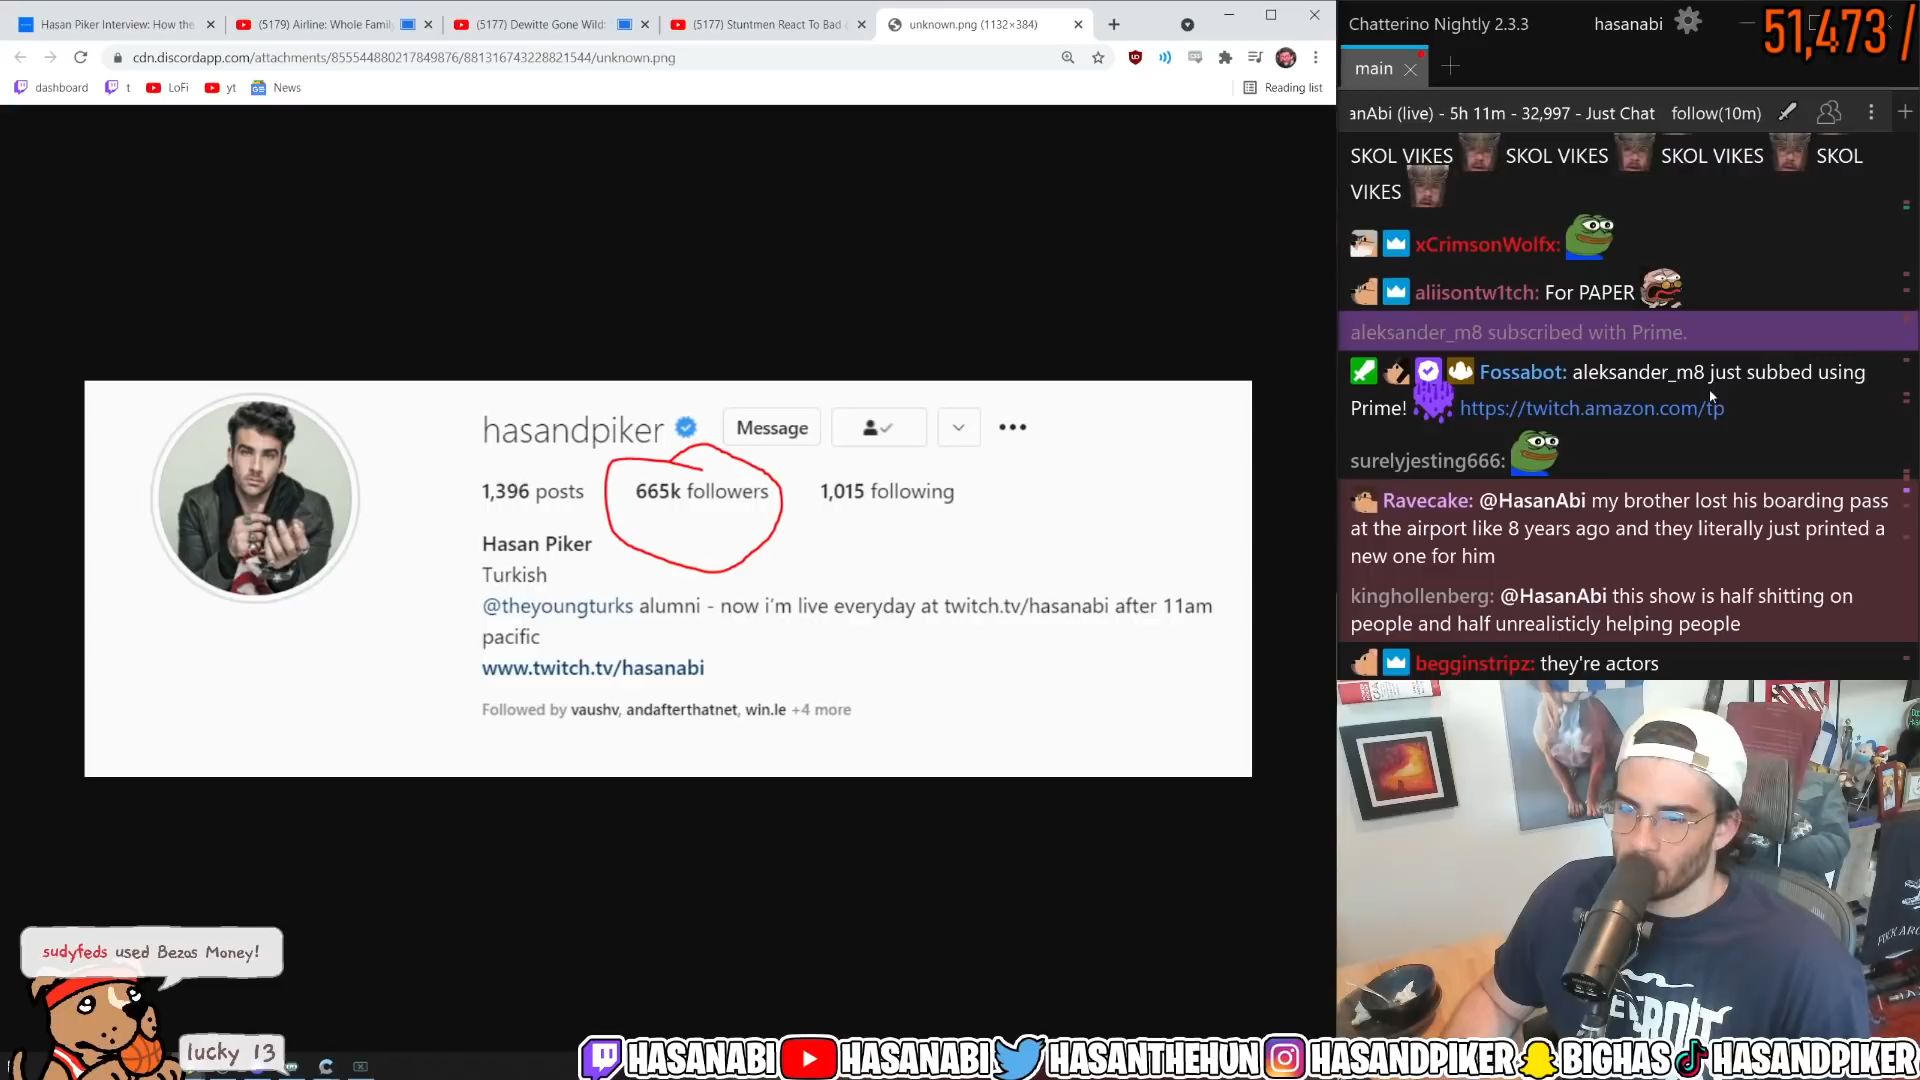 Hasan Piker Interview: How the
(5179) Airline: Whole Famil
(5177) Dewitte Gone Wild:
(5177) Stuntmen React To Bad
unknown.png (1132×384)
cdn.discordapp.com/attachments/855544880217849876/881316743228821544/unknown.png
dashboard
t
LoFi
yt
News
Reading list
hasandpiker
Message
1,396 posts
665k followers
1,015 following
Hasan Piker
Turkish
@theyoungturks alumni - now i'm live everyday at twitch.tv/hasanabi after 11am
pacific
www.twitch.tv/hasanabi
Followed by vaushv, andafterthatnet, win.le +4 more
sudyfeds used Bezos Money!
lucky 13
Chatterino Nightly 2.3.3
hasanabi
51,473 /
main
anAbi (live) - 5h 11m - 32,997 - Just Chat
follow(10m)
SKOL VIKES SKOL VIKES SKOL VIKES SKOL
VIKES
xCrimsonWolfx:
aliisontw1tch: For PAPER
aleksander_m8 subscribed with Prime.
Fossabot: aleksander_m8 just subbed using
Prime! https://twitch.amazon.com/tp
surelyjesting666:
Ravecake: @HasanAbi my brother lost his boarding pass
at the airport like 8 years ago and they literally just printed a
new one for him
kinghollenberg: @HasanAbi this show is half shitting on
people and half unrealisticly helping people
begginstripz: they're actors
HASANABI HASANABI HASANTHEHUN HASANDPIKER BIGHAS HASANDPIKER